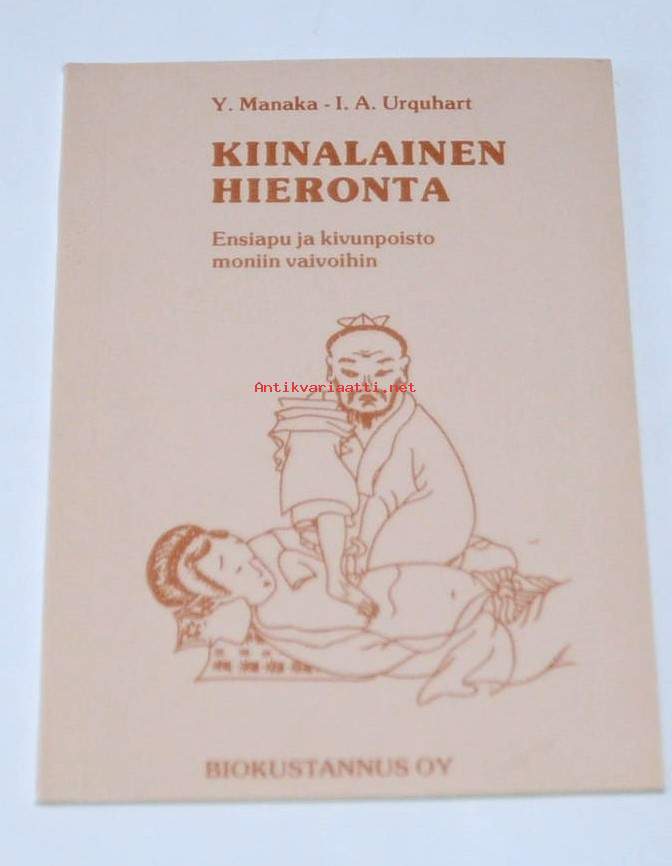 Y. Manaka - I. A. Urquhart
KIINALAINEN
HIERONTA
Ensiapu ja kivunpoisto
moniin vaivoihin
Antikvariaatti.net
BIOKUSTANNUS OY